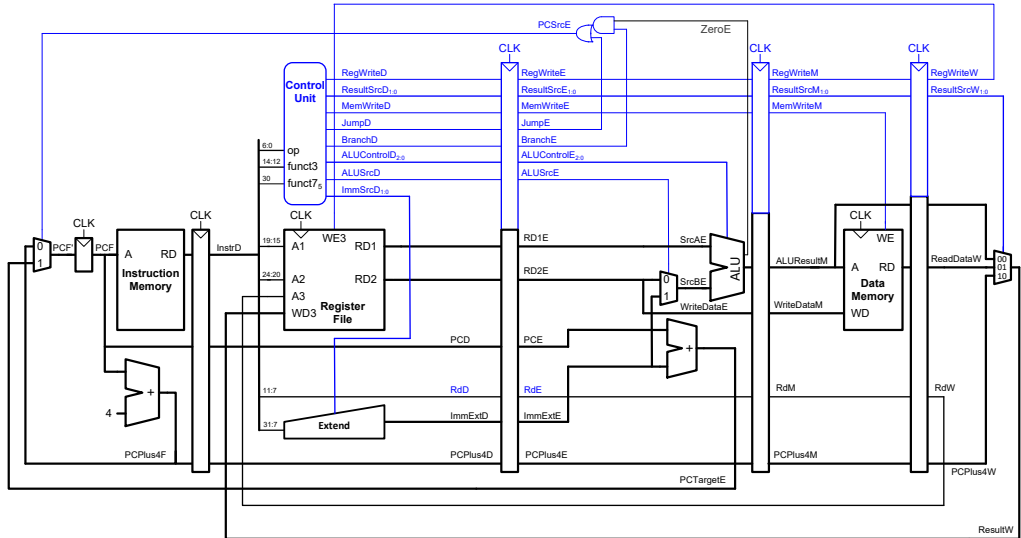 PCSrcE
ZeroE
CLK CLK CLK
Control
Unit
RegWriteD RegWriteE RegWriteM RegWriteW
ResultSrcD1:0 ResultSrcE1:0 ResultSrcM1:0 ResultSrcW1:0
MemWriteD MemWriteE MemWriteM
JumpD JumpE
BranchD BranchE
6:0 op
ALUControlD2:0 ALUControlE2:0
14:12 funct3
ALUSrcD ALUSrcE
30 funct75
ImmSrcD1:0
CLK CLK CLK CLK
0 PCF' PCF A RD InstrD 19:15 A1 WE3 RD1 RD1E SrcAE WE 00
1 01
10
Instruction
Memory
24:20 A2 RD2 RD2E 0 SrcBE ALU ALUResultM A RD ReadDataW
1
A3
Data
Memory
WD3 Register
File
WriteDataE WriteDataM WD
PCD PCE +
+
4
11:7 RdD RdE RdM RdW
31:7 Extend ImmExtD ImmExtE
PCPlus4F PCPlus4D PCPlus4E PCPlus4M PCPlus4W
PCTargetE
ResultW